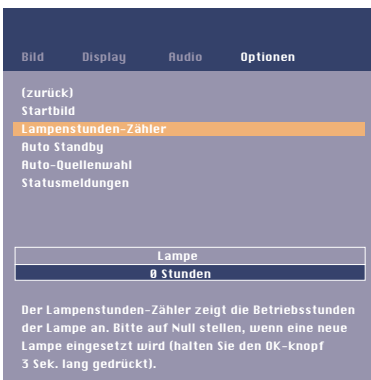 Bild Display Audio Optionen
(zurück)
Startbild
Lampenstunden-Zähler
Auto Standby
Auto-Quellenwahl
Statusmeldungen
Lampe
0 Stunden
Der Lampenstunden-Zähler zeigt die Betriebsstunden
der Lampe an. Bitte auf Null stellen, wenn eine neue
Lampe eingesetzt wird (halten Sie den OK-knopf
3 Sek. lang gedrückt).